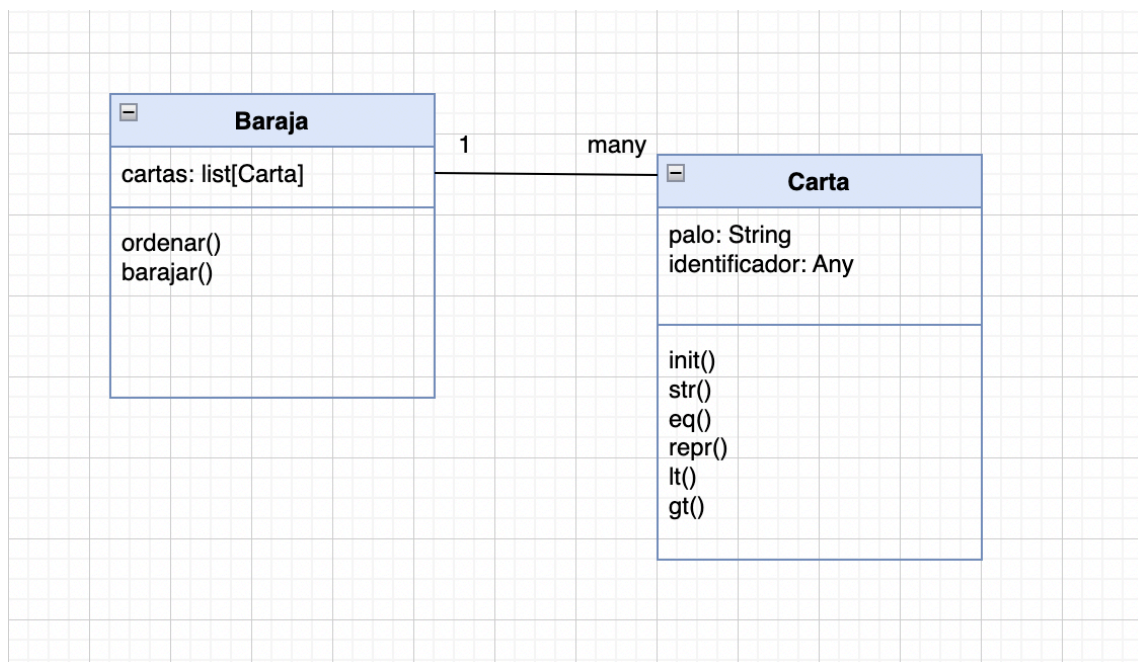 Baraja
cartas: list[Carta]
ordenar()
barajar()
1
many
Carta
palo: String
identificador: Any
init()
str()
eq()
repr()
lt()
gt()